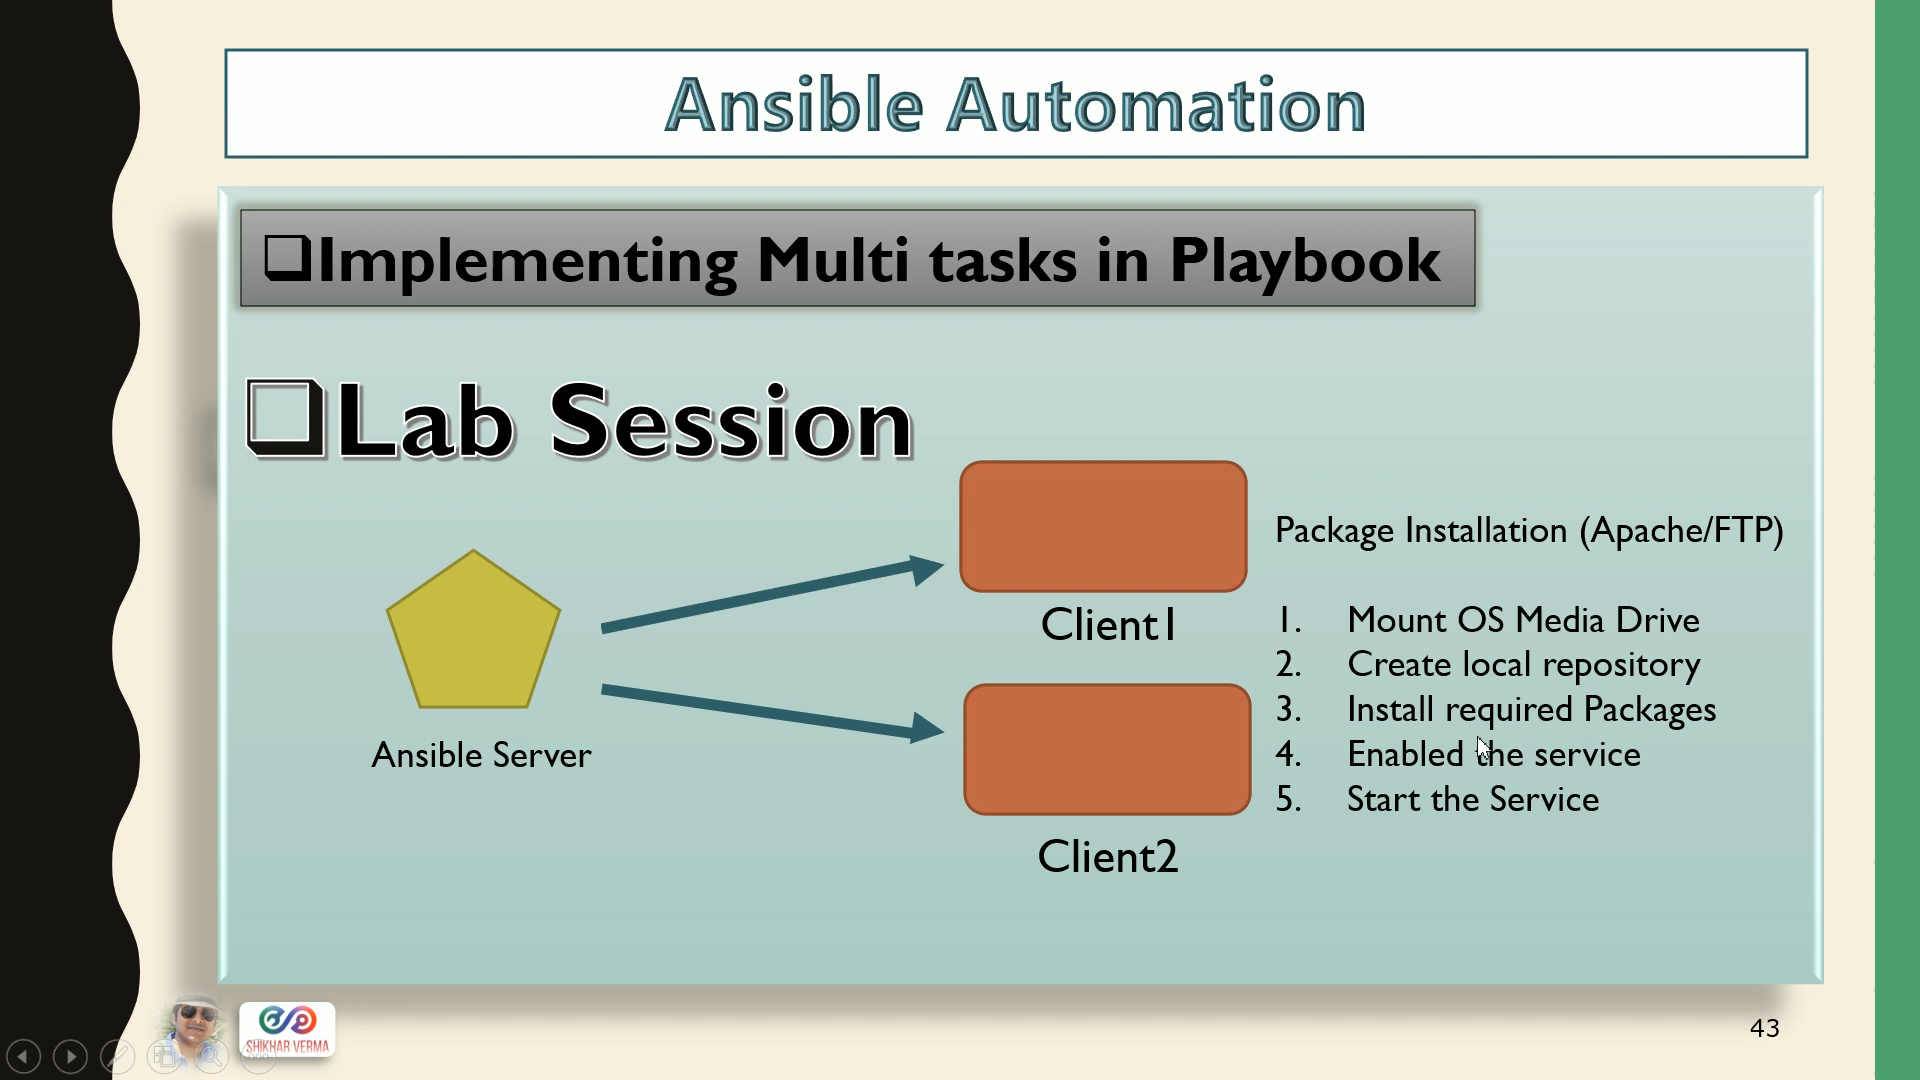 Ansible Automation
Implementing Multi tasks in Playbook
Lab Session
Package Installation (Apache/FTP)
Client1
1. Mount OS Media Drive
2. Create local repository
3. Install required Packages
4. Enabled the service
5. Start the Service
Ansible Server
Client2
SHIKHAR VERMA
43